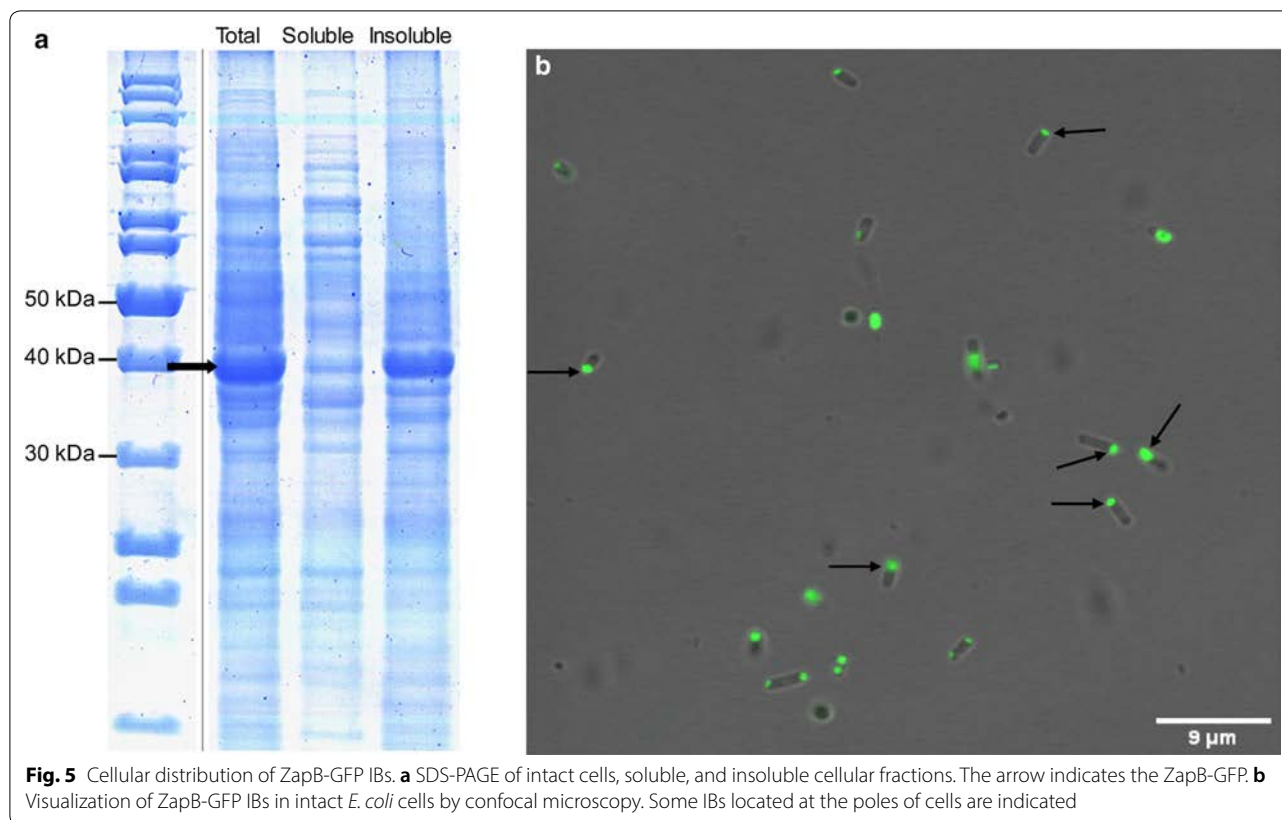 a
Total Soluble Insoluble
50 kDa
40 kDa
30 kDa
b
9 µm
Fig. 5 Cellular distribution of ZapB-GFP IBs. a SDS-PAGE of intact cells, soluble, and insoluble cellular fractions. The arrow indicates the ZapB-GFP. b
Visualization of ZapB-GFP IBs in intact E. coli cells by confocal microscopy. Some IBs located at the poles of cells are indicated